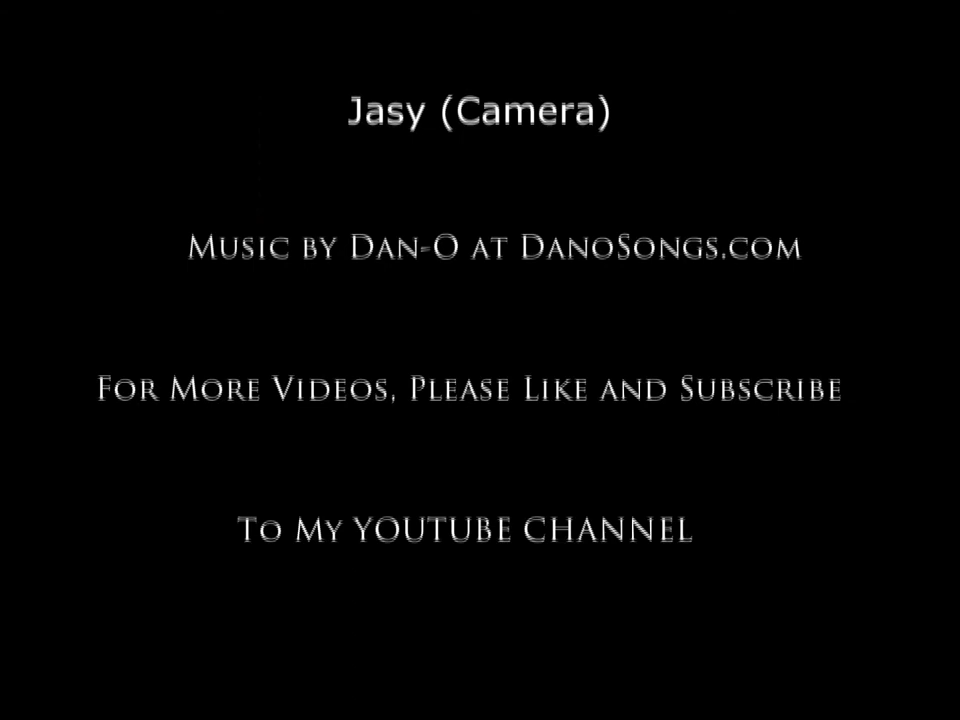 Jasy (Camera)
Music by Dan-O at DanoSongs.com
For More Videos, Please Like and Subscribe
To My YOUTUBE CHANNEL